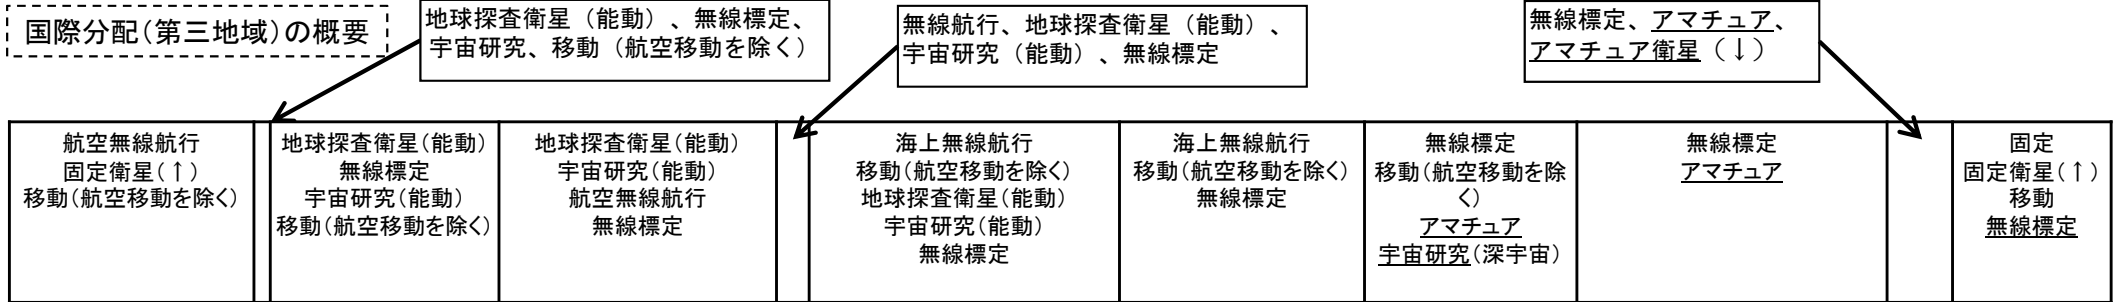 国際分配(第三地域)の概要
地球探査衛星（能動）、無線標定、
宇宙研究、移動（航空移動を除く）
無線航行、地球探査衛星（能動）、
宇宙研究（能動）、無線標定
無線標定、アマチュア、
アマチュア衛星（↓）
航空無線航行
固定衛星(↑)
移動(航空移動を除く)
地球探査衛星(能動)
無線標定
宇宙研究(能動)
移動(航空移動を除く)
地球探査衛星(能動)
宇宙研究(能動)
航空無線航行
無線標定
海上無線航行
移動(航空移動を除く)
地球探査衛星(能動)
宇宙研究(能動)
無線標定
海上無線航行
移動(航空移動を除く)
無線標定
無線標定
移動(航空移動を除
く)
アマチュア
宇宙研究(深宇宙)
無線標定
アマチュア
固定
固定衛星(↑)
移動
無線標定